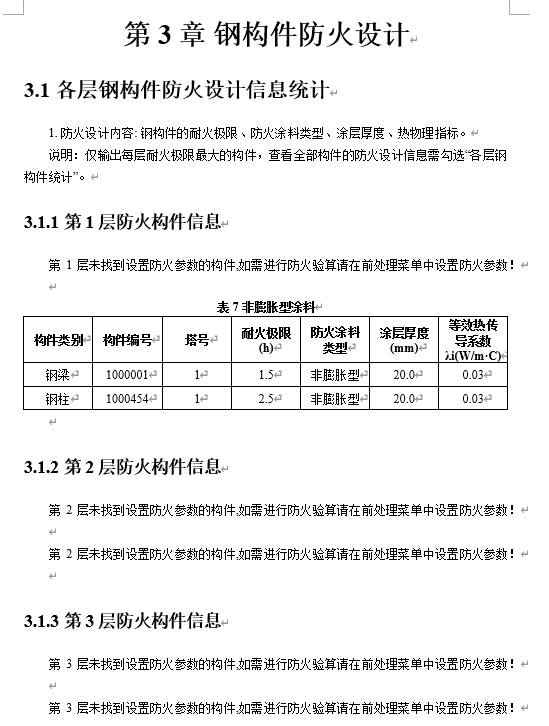 第 3 章 钢构件防火设计
3.1 各层钢构件防火设计信息统计
1. 防火设计内容: 钢构件的耐火极限、防火涂料类型、涂层厚度、热物理指标。
说明：仅输出每层耐火极限最大的构件，查看全部构件的防火设计信息需勾选“各层钢
构件统计”。
3.1.1 第 1 层防火构件信息
第 1 层未找到设置防火参数的构件,如需进行防火验算请在前处理菜单中设置防火参数！
表 7 非膨胀型涂料
构件类别 构件编号 塔号 耐火极限(h) 防火涂料类型 涂层厚度(mm) 等效热传导系数λi(W/m·C)
钢梁 1000001 1 1.5 非膨胀型 20.0 0.03
钢柱 1000454 1 2.5 非膨胀型 20.0 0.03
3.1.2 第 2 层防火构件信息
第 2 层未找到设置防火参数的构件,如需进行防火验算请在前处理菜单中设置防火参数！
第 2 层未找到设置防火参数的构件,如需进行防火验算请在前处理菜单中设置防火参数！
3.1.3 第 3 层防火构件信息
第 3 层未找到设置防火参数的构件,如需进行防火验算请在前处理菜单中设置防火参数！
第 3 层未找到设置防火参数的构件,如需进行防火验算请在前处理菜单中设置防火参数！